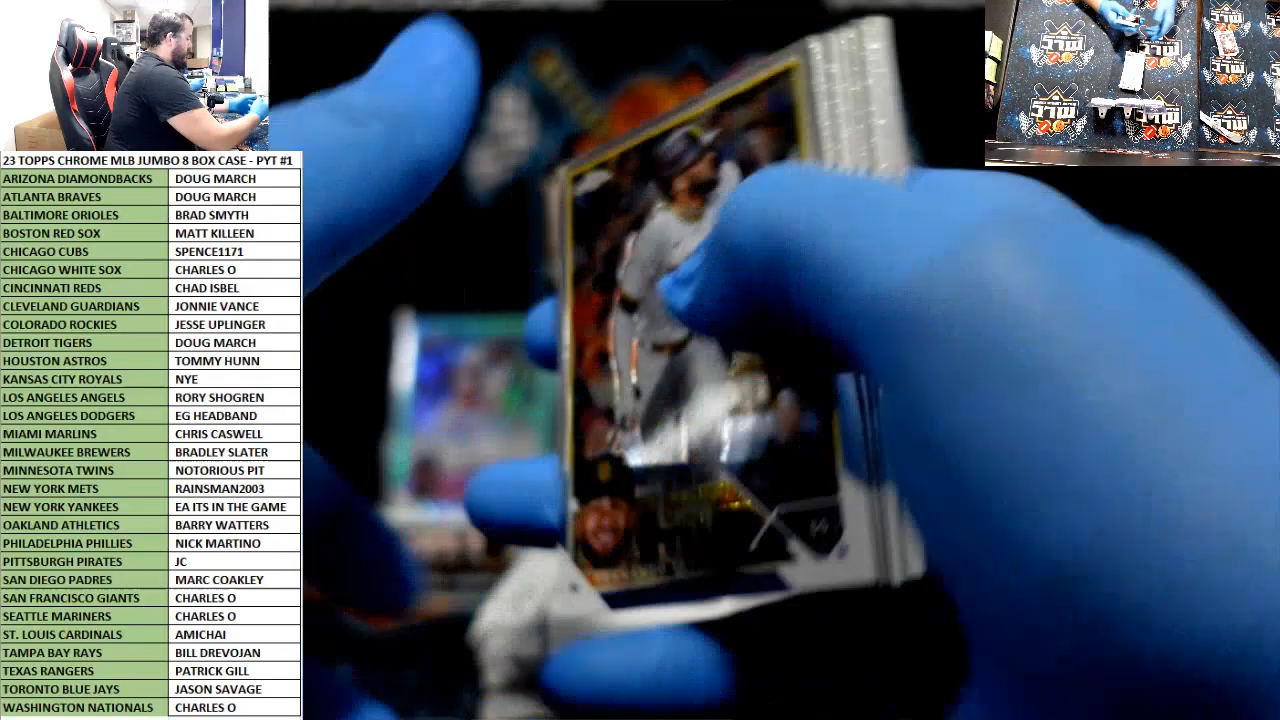 23 TOPPS CHROME MLB JUMBO 8 BOX CASE - PYT #1
ARIZONA DIAMONDBACKS DOUG MARCH
ATLANTA BRAVES DOUG MARCH
BALTIMORE ORIOLES BRAD SMYTH
BOSTON RED SOX MATT KILLEEN
CHICAGO CUBS SPENCE1171
CHICAGO WHITE SOX CHARLES O
CINCINNATI REDS CHAD ISBEL
CLEVELAND GUARDIANS JONNIE VANCE
COLORADO ROCKIES JESSE UPLINGER
DETROIT TIGERS DOUG MARCH
HOUSTON ASTROS TOMMY HUNN
KANSAS CITY ROYALS NYE
LOS ANGELES ANGELS RORY SHOGREN
LOS ANGELES DODGERS EG HEADBAND
MIAMI MARLINS CHRIS CASWELL
MILWAUKEE BREWERS BRADLEY SLATER
MINNESOTA TWINS NOTORIOUS PIT
NEW YORK METS RAINSMAN2003
NEW YORK YANKEES EA ITS IN THE GAME
OAKLAND ATHLETICS BARRY WATTERS
PHILADELPHIA PHILLIES NICK MARTINO
PITTSBURGH PIRATES JC
SAN DIEGO PADRES MARC COAKLEY
SAN FRANCISCO GIANTS CHARLES O
SEATTLE MARINERS CHARLES O
ST. LOUIS CARDINALS AMICHAI
TAMPA BAY RAYS BILL DREVOJAN
TEXAS RANGERS PATRICK GILL
TORONTO BLUE JAYS JASON SAVAGE
WASHINGTON NATIONALS CHARLES O